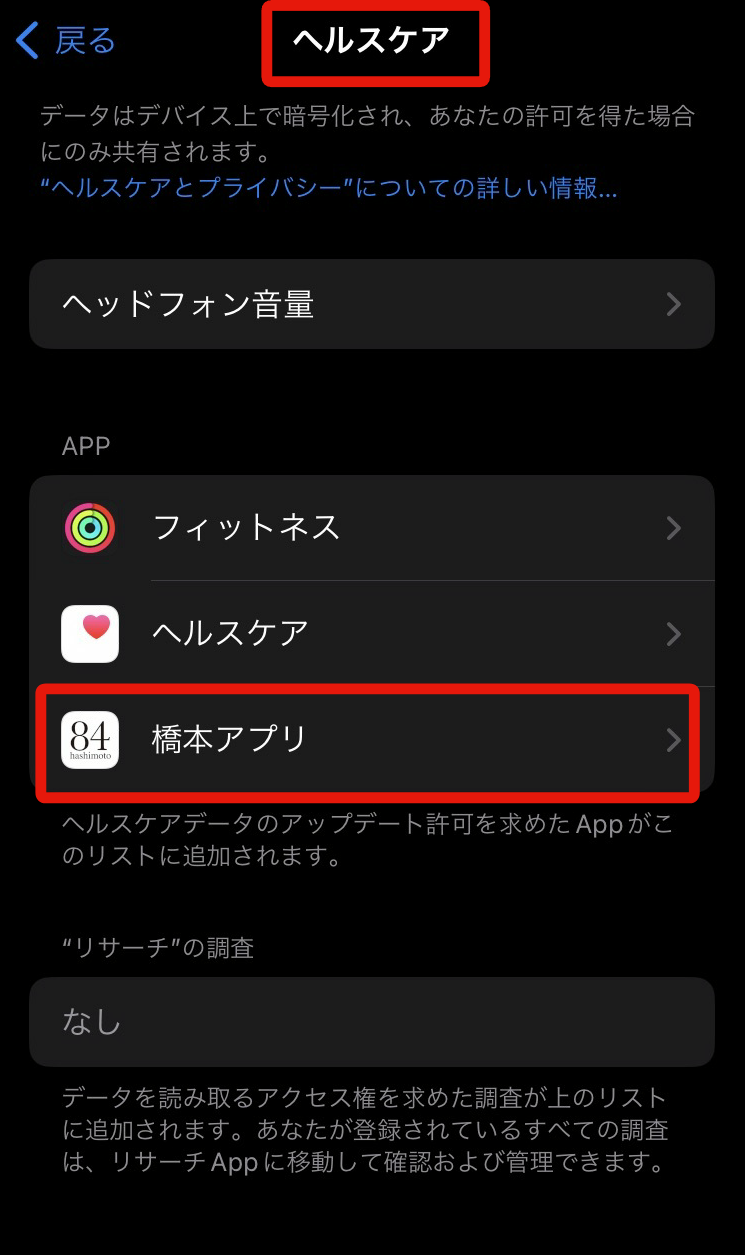 戻る
ヘルスケア
データはデバイス上で暗号化され、あなたの許可を得た場合
にのみ共有されます。
“ヘルスケアとプライバシー”についての詳しい情報...
ヘッドフォン音量
APP
フィットネス
ヘルスケア
84
hashimoto
橋本アプリ
ヘルスケアデータのアップデート許可を求めたAppがこ
のリストに追加されます。
“リサーチ”の調査
なし
データを読み取るアクセス権を求めた調査が上のリスト
に追加されます。あなたが登録されているすべての調査
は、リサーチAppに移動して確認および管理できます。